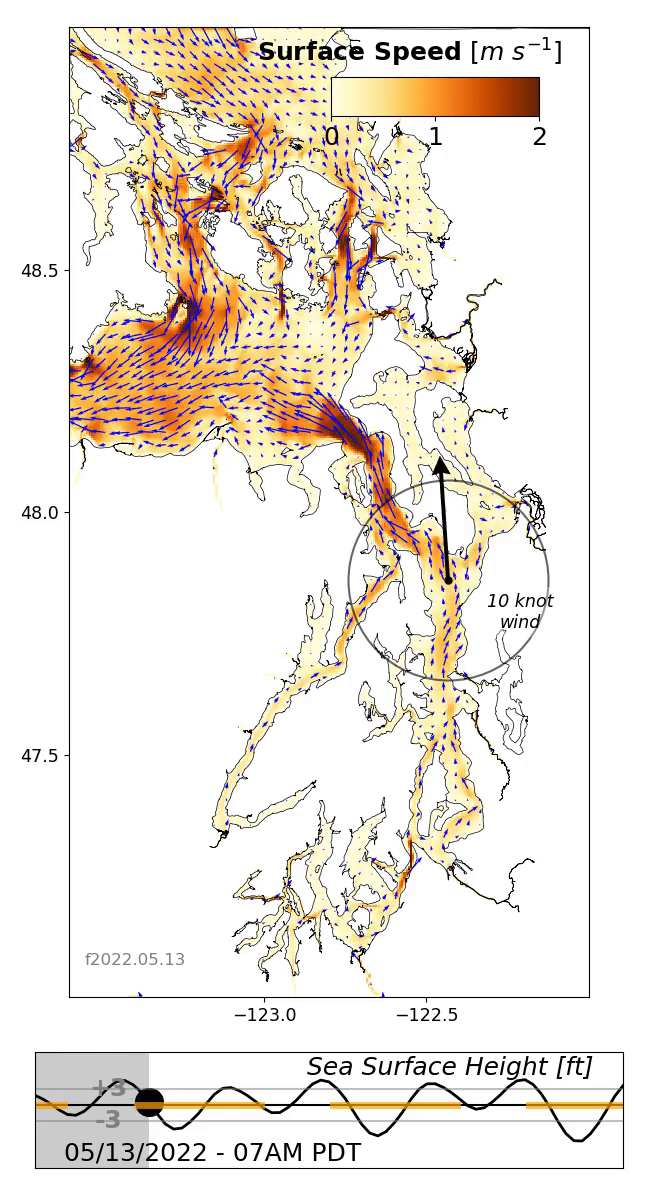 Surface Speed [m s⁻¹]
0 1 2
48.5
48.0
10 knot
wind
47.5
f2022.05.13
−123.0 −122.5
Sea Surface Height [ft]
+3
-3
05/13/2022 - 07AM PDT